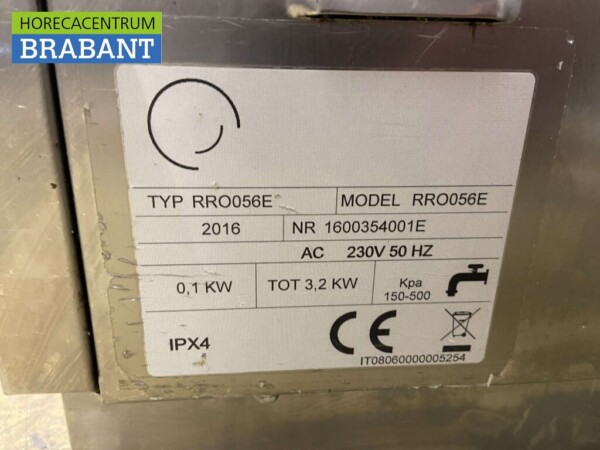 HORECACENTRUM
BRABANT
TYP RRO056E MODEL RRO056E
2016 NR 1600354001E
AC 230V 50 HZ
0,1 KW TOT 3,2 KW Kpa
150-500
IPX4 CE
IT08060000005254